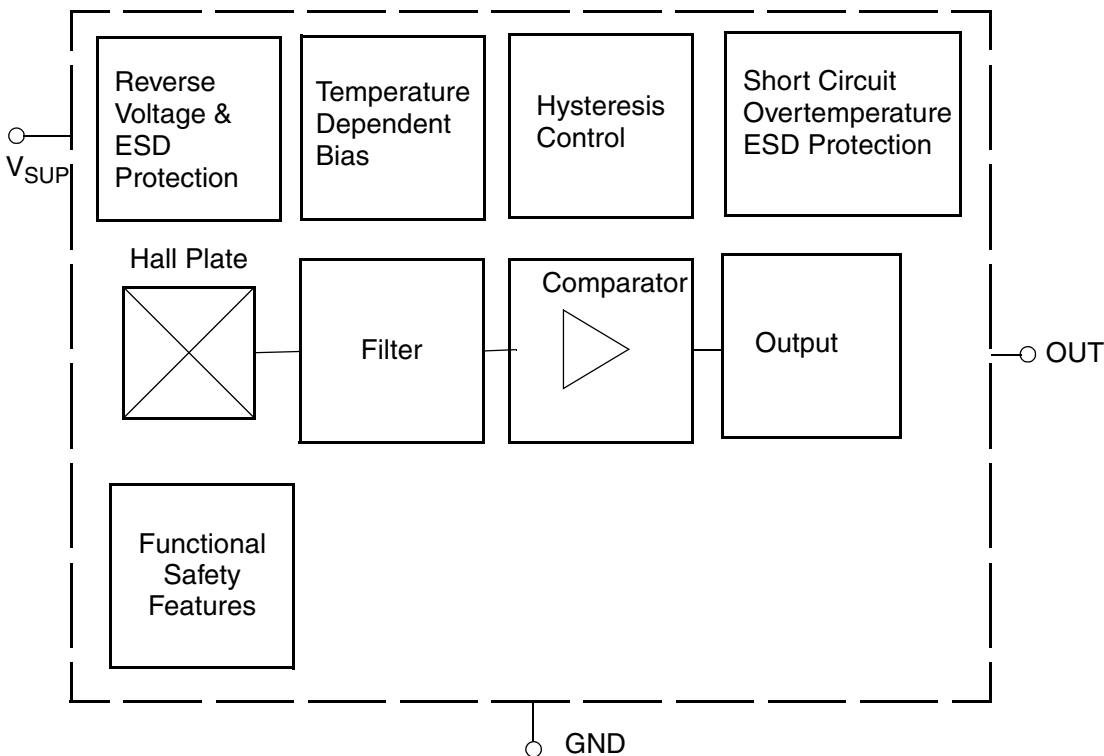 Reverse
Voltage &
ESD
Protection
Temperature
Dependent
Bias
Hysteresis
Control
Short Circuit
Overtemperature
ESD Protection
VSUP
Hall Plate
Filter
Comparator
Output
OUT
Functional
Safety
Features
GND